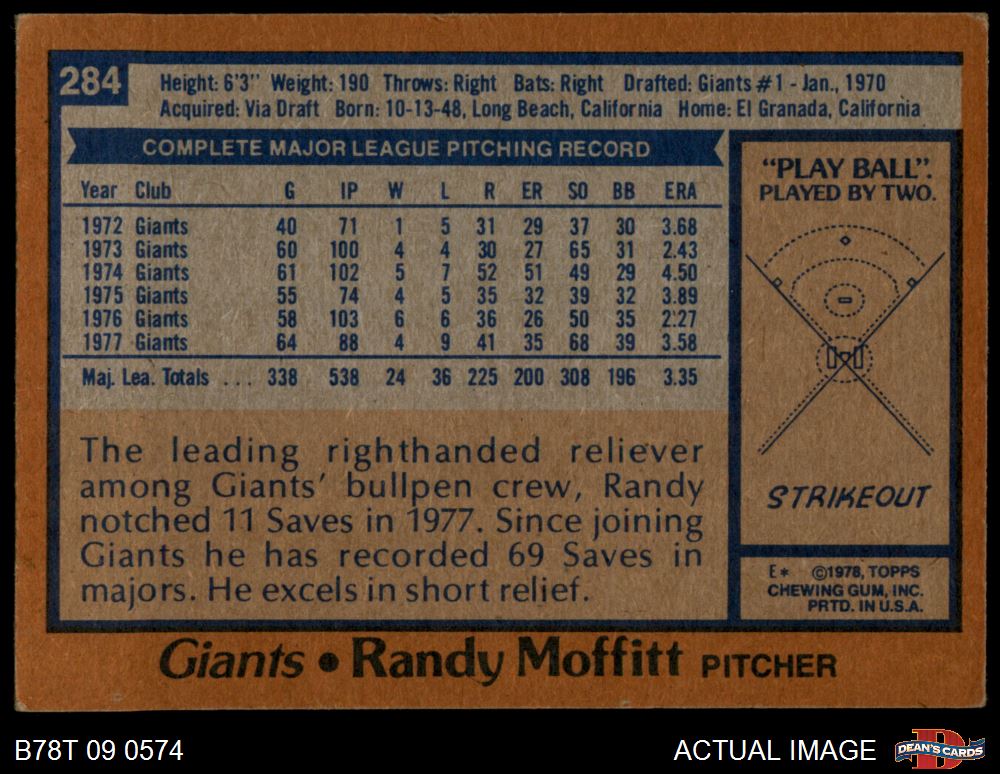 284
Height: 6'3" Weight: 190 Throws: Right Bats: Right Drafted: Giants #1 - Jan., 1970
Acquired: Via Draft Born: 10-13-48, Long Beach, California Home: El Granada, California
COMPLETE MAJOR LEAGUE PITCHING RECORD
Year Club G IP W L R ER SO BB ERA
1972 Giants 40 71 1 5 31 29 37 30 3.68
1973 Giants 60 100 4 4 30 27 65 31 2.43
1974 Giants 61 102 5 7 52 51 49 29 4.50
1975 Giants 55 74 4 5 35 32 39 32 3.89
1976 Giants 58 103 6 6 36 26 50 35 2.27
1977 Giants 64 88 4 9 41 35 68 39 3.58
Maj. Lea. Totals ... 338 538 24 36 225 200 308 196 3.35
The leading righthanded reliever
among Giants' bullpen crew, Randy
notched 11 Saves in 1977. Since joining
Giants he has recorded 69 Saves in
majors. He excels in short relief.
"PLAY BALL".
PLAYED BY TWO.
STRIKEOUT
E* ©1978, TOPPS
CHEWING GUM, INC.
PRTD. IN U.S.A.
Giants • Randy Moffitt PITCHER
B78T 09 0574
ACTUAL IMAGE
DEAN'S CARDS